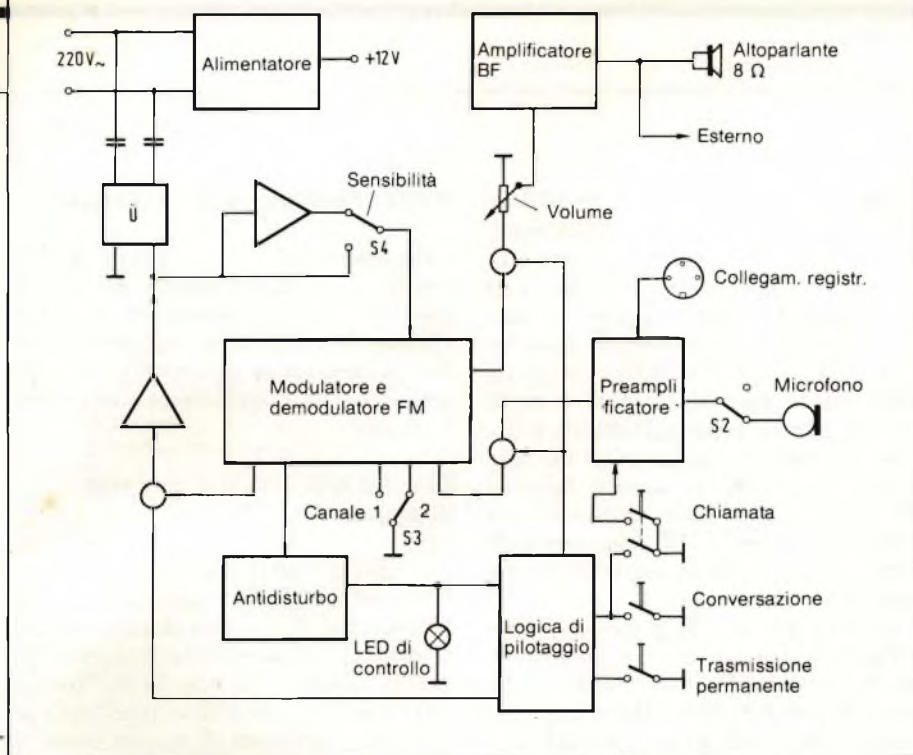 220V~
Alimentatore
+12V
Amplificatore
BF
Altoparlante
8 Ω
Esterno
Sensibilità
Volume
Ü
S4
Collegam. registr.
Modulatore e
demodulatore FM
Preampli
ficatore
Microfono
S2
Canale 1
2
S3
Chiamata
Antidisturbo
LED di
controllo
Logica di
pilotaggio
Conversazione
Trasmissione
permanente